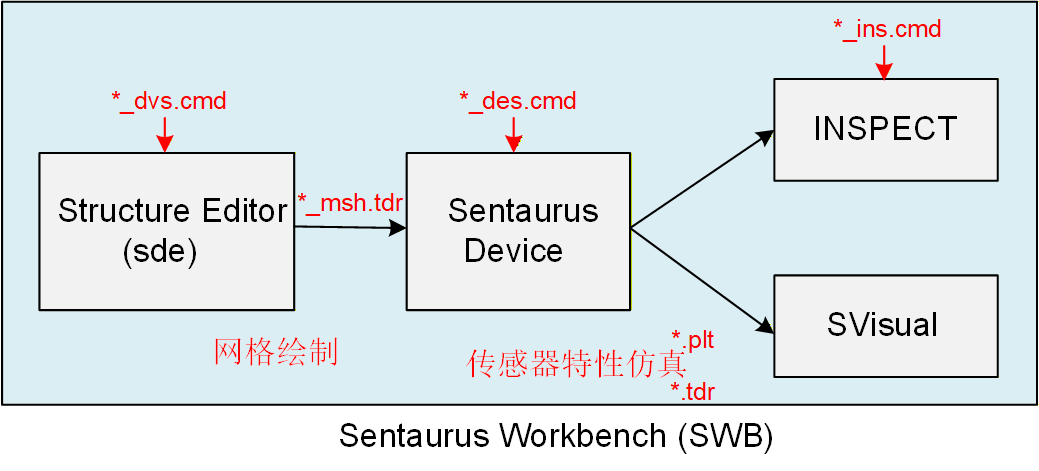 *_ins.cmd
*_dvs.cmd
*_des.cmd
INSPECT
Structure Editor
(sde)
*_msh.tdr
Sentaurus
Device
SVisual
网格绘制
传感器特性仿真
*.plt
*.tdr
Sentaurus Workbench (SWB)